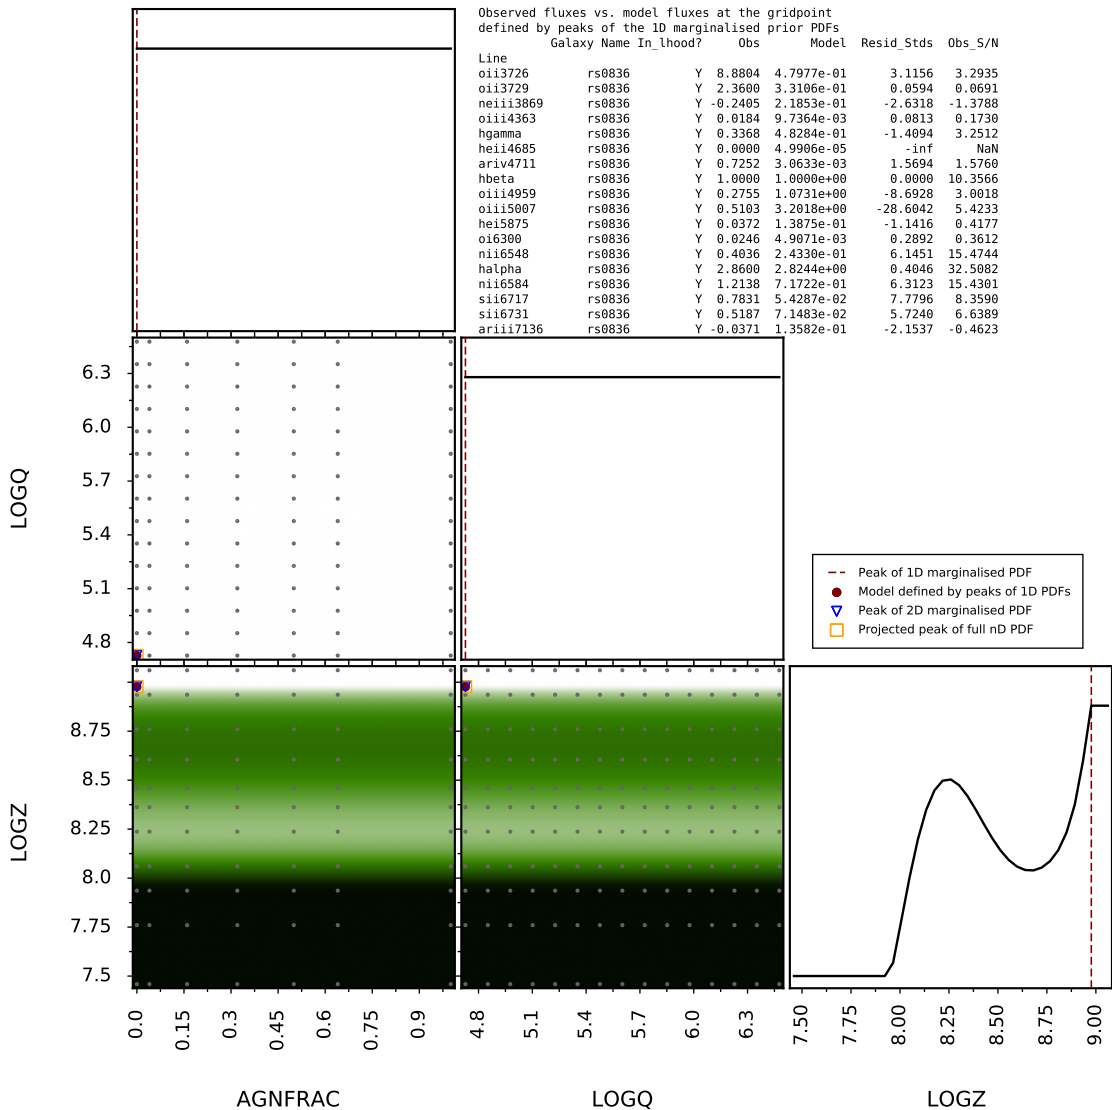 Observed fluxes vs. model fluxes at the gridpoint
defined by peaks of the 1D marginalised prior PDFs
Galaxy Name In_lhood? Obs Model Resid_Stds Obs_S/N
Line
oii3726 rs0836 Y 8.8804 4.7977e-01 3.1156 3.2935
oii3729 rs0836 Y 2.3600 3.3106e-01 0.0594 0.0691
neiii3869 rs0836 Y -0.2405 2.1853e-01 -2.6318 -1.3788
oiii4363 rs0836 Y 0.0184 9.7364e-03 0.0813 0.1730
hgamma rs0836 Y 0.3368 4.8284e-01 -1.4094 3.2512
heii4685 rs0836 Y 0.0000 4.9906e-05 -inf NaN
ariv4711 rs0836 Y 0.7252 3.0633e-03 1.5694 1.5760
hbeta rs0836 Y 1.0000 1.0000e+00 0.0000 10.3566
oiii4959 rs0836 Y 0.2755 1.0731e+00 -8.6928 3.0018
oiii5007 rs0836 Y 0.5103 3.2018e+00 -28.6042 5.4233
hei5875 rs0836 Y 0.0372 1.3875e-01 -1.1416 0.4177
oi6300 rs0836 Y 0.0246 4.9071e-03 0.2892 0.3612
nii6548 rs0836 Y 0.4036 2.4330e-01 6.1451 15.4744
halpha rs0836 Y 2.8600 2.8244e+00 0.4046 32.5082
nii6584 rs0836 Y 1.2138 7.1722e-01 6.3123 15.4301
sii6717 rs0836 Y 0.7831 5.4287e-02 7.7796 8.3590
sii6731 rs0836 Y 0.5187 7.1483e-02 5.7240 6.6389
ariii7136 rs0836 Y -0.0371 1.3582e-01 -2.1537 -0.4623
6.3
6.0
5.7
5.4
5.1
4.8
LOGQ
Peak of 1D marginalised PDF
Model defined by peaks of 1D PDFs
Peak of 2D marginalised PDF
Projected peak of full nD PDF
8.75
8.5
8.25
8.0
7.75
7.5
LOGZ
0.0 0.15 0.3 0.45 0.6 0.75 0.9
4.8 5.1 5.4 5.7 6.0 6.3
7.50 7.75 8.00 8.25 8.50 8.75 9.00
AGNFRAC LOGQ LOGZ